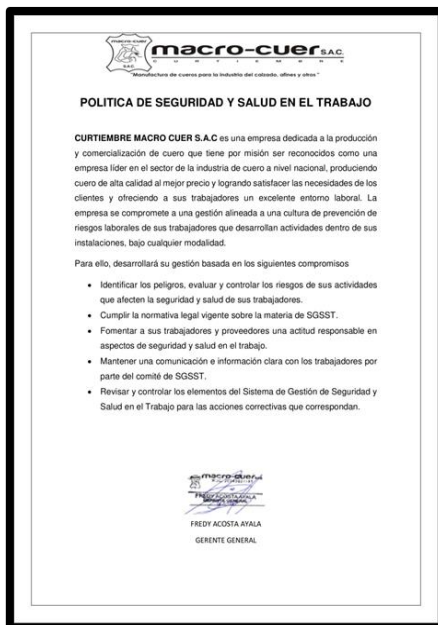 macro-cuer S.A.C.
C U R T I E M B R E
"Manufactura de cueros para la industria del calzado, afines y otros"
POLITICA DE SEGURIDAD Y SALUD EN EL TRABAJO
CURTIEMBRE MACRO CUER S.A.C es una empresa dedicada a la producción
y comercialización de cuero que tiene por misión ser reconocidos como una
empresa líder en el sector de la industria de cuero a nivel nacional, produciendo
cuero de alta calidad al mejor precio y logrando satisfacer las necesidades de los
clientes y ofreciendo a sus trabajadores un excelente entorno laboral. La
empresa se compromete a una gestión alineada a una cultura de prevención de
riesgos laborales de sus trabajadores que desarrollan actividades dentro de sus
instalaciones, bajo cualquier modalidad.
Para ello, desarrollará su gestión basada en los siguientes compromisos
• Identificar los peligros, evaluar y controlar los riesgos de sus actividades
que afecten la seguridad y salud de sus trabajadores.
• Cumplir la normativa legal vigente sobre la materia de SGSST.
• Fomentar a sus trabajadores y proveedores una actitud responsable en
aspectos de seguridad y salud en el trabajo.
• Mantener una comunicación e información clara con los trabajadores por
parte del comité de SGSST.
• Revisar y controlar los elementos del Sistema de Gestión de Seguridad y
Salud en el Trabajo para las acciones correctivas que correspondan.
macro-cuer
FREDY ACOSTA AYALA
GERENTE GENERAL
FREDY ACOSTA AYALA
GERENTE GENERAL